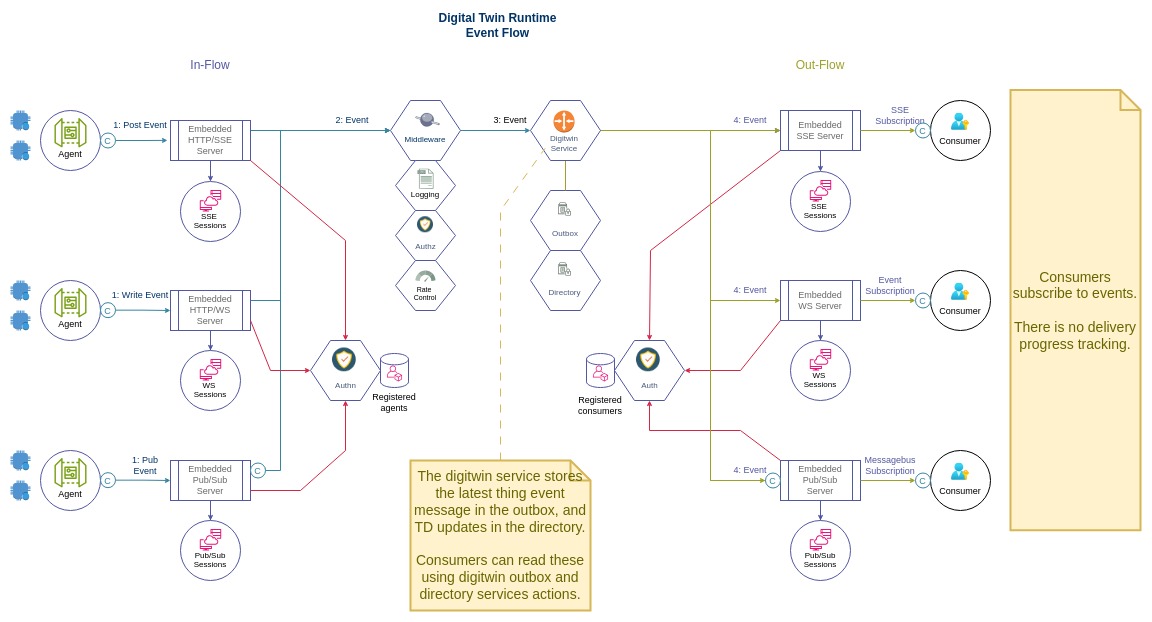 Digital Twin Runtime
Event Flow
In-Flow
Out-Flow
Agent
C
1: Post Event
Embedded
HTTP/SSE
Server
SSE
Sessions
2: Event
Middleware
Logging
Authz
Rate
Control
3: Event
Digitwin
Service
Outbox
Directory
4: Event
Embedded
SSE Server
SSE
Sessions
SSE
Subscription
C
Consumer
Agent
C
1: Write Event
Embedded
HTTP/WS
Server
WS
Sessions
Authn
Registered
agents
Registered
consumers
Auth
4: Event
Embedded
WS Server
WS
Sessions
Event
Subscription
C
Consumer
Agent
C
1: Pub
Event
Embedded
Pub/Sub
Server
C
Pub/Sub
Sessions
4: Event
C
Embedded
Pub/Sub
Server
Pub/Sub
Sessions
Messagebus
Subscription
C
Consumer
The digitwin service stores
the latest thing event
message in the outbox, and
TD updates in the directory.
Consumers can read these
using digitwin outbox and
directory services actions.
Consumers
subscribe to events.
There is no delivery
progress tracking.